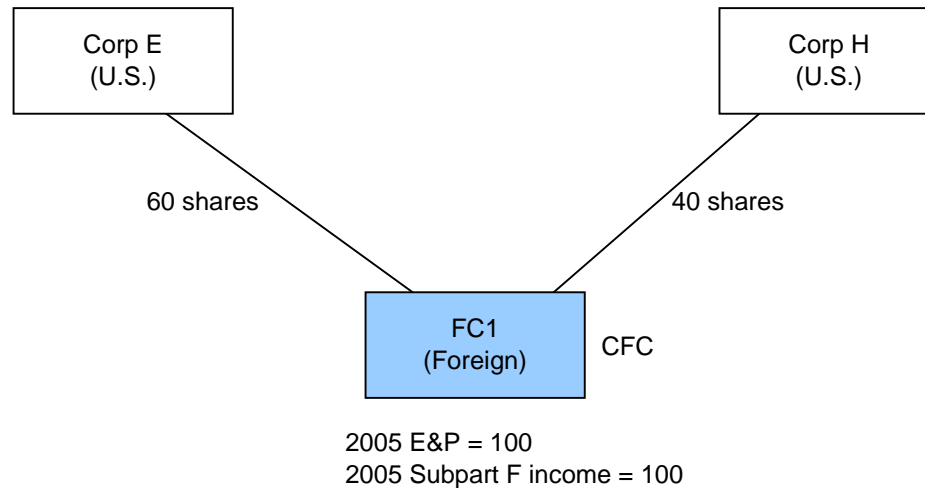 Corp E
(U.S.)
Corp H
(U.S.)
60 shares
40 shares
FC1
(Foreign)
CFC
2005 E&P = 100
2005 Subpart F income = 100